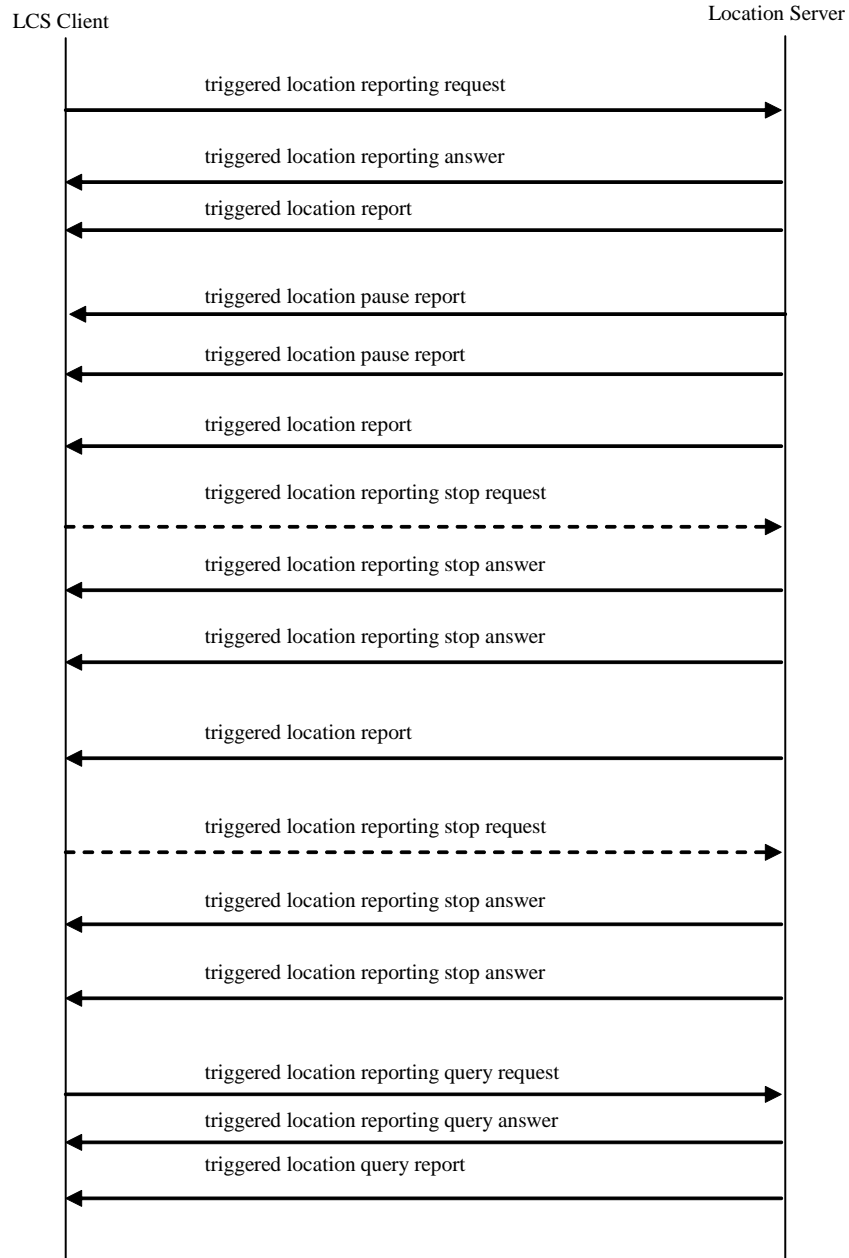 LCS Client
Location Server
triggered location reporting request
triggered location reporting answer
triggered location report
triggered location pause report
triggered location pause report
triggered location report
triggered location reporting stop request
triggered location reporting stop answer
triggered location reporting stop answer
triggered location report
triggered location reporting stop request
triggered location reporting stop answer
triggered location reporting stop answer
triggered location reporting query request
triggered location reporting query answer
triggered location query report